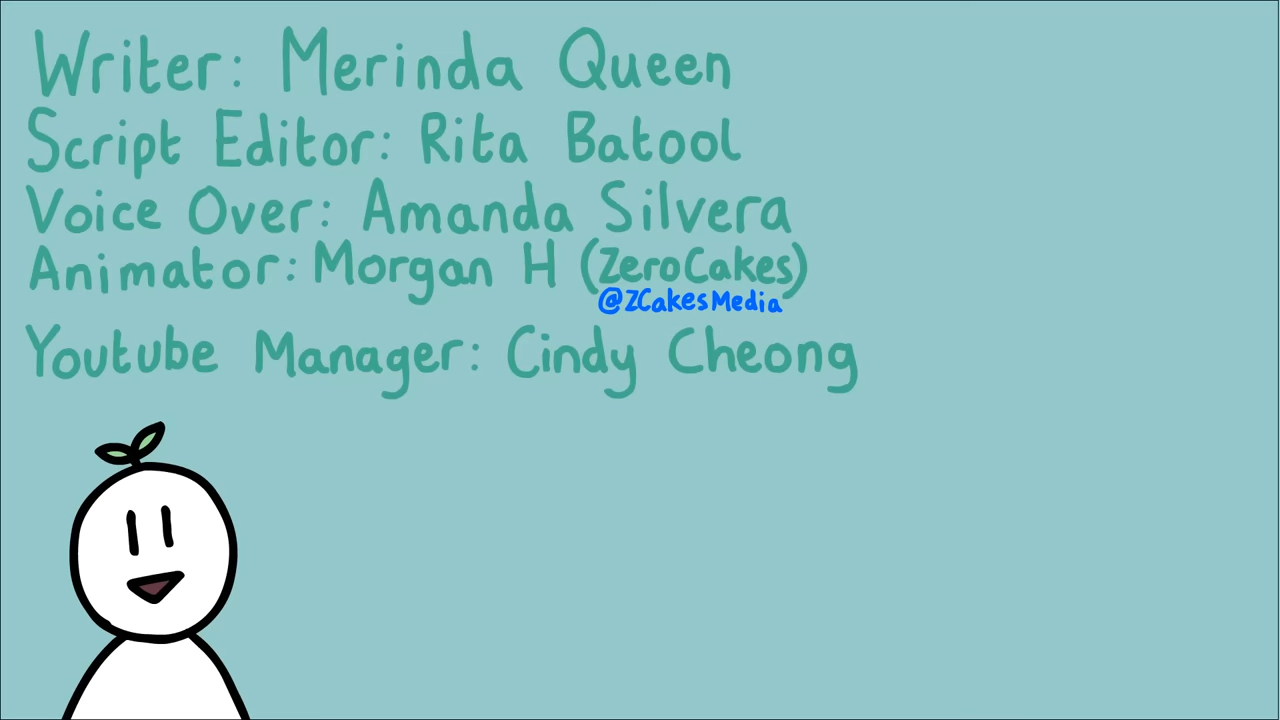 Writer: Merinda Queen
Script Editor: Rita Batool
Voice Over: Amanda Silvera
Animator: Morgan H (ZeroCakes)
@ZCakesMedia
Youtube Manager: Cindy Cheong